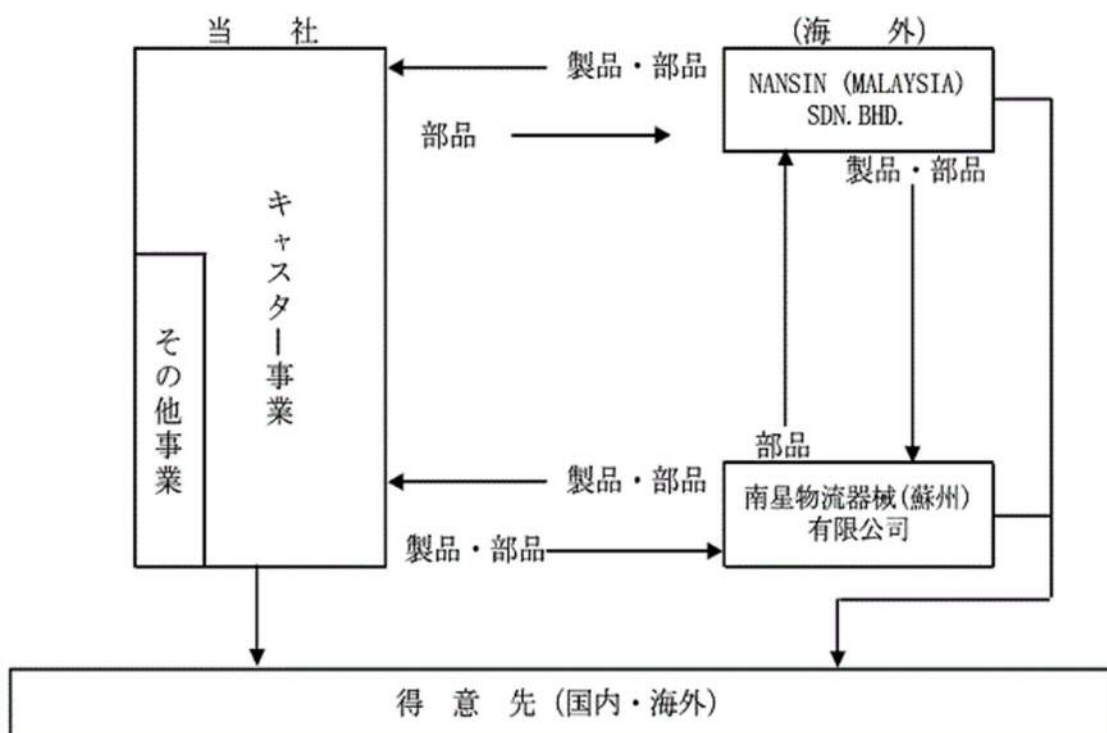 当　社
(海　外)
製品・部品
NANSIN (MALAYSIA)
SDN. BHD.
部品
製品・部品
キャスター事業
その他事業
部品
製品・部品
南星物流器械(蘇州)
有限公司
製品・部品
得　意　先 (国内・海外)